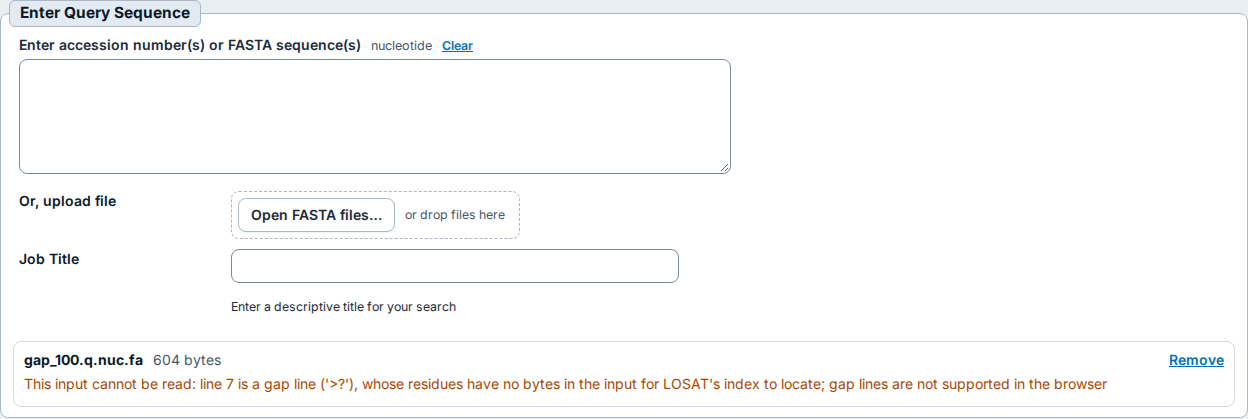 Enter Query Sequence
Enter accession number(s) or FASTA sequence(s) nucleotide Clear
Or, upload file
Open FASTA files... or drop files here
Job Title
Enter a descriptive title for your search
gap_100.q.nuc.fa 604 bytes Remove
This input cannot be read: line 7 is a gap line ('>?'), whose residues have no bytes in the input for LOSAT's index to locate; gap lines are not supported in the browser